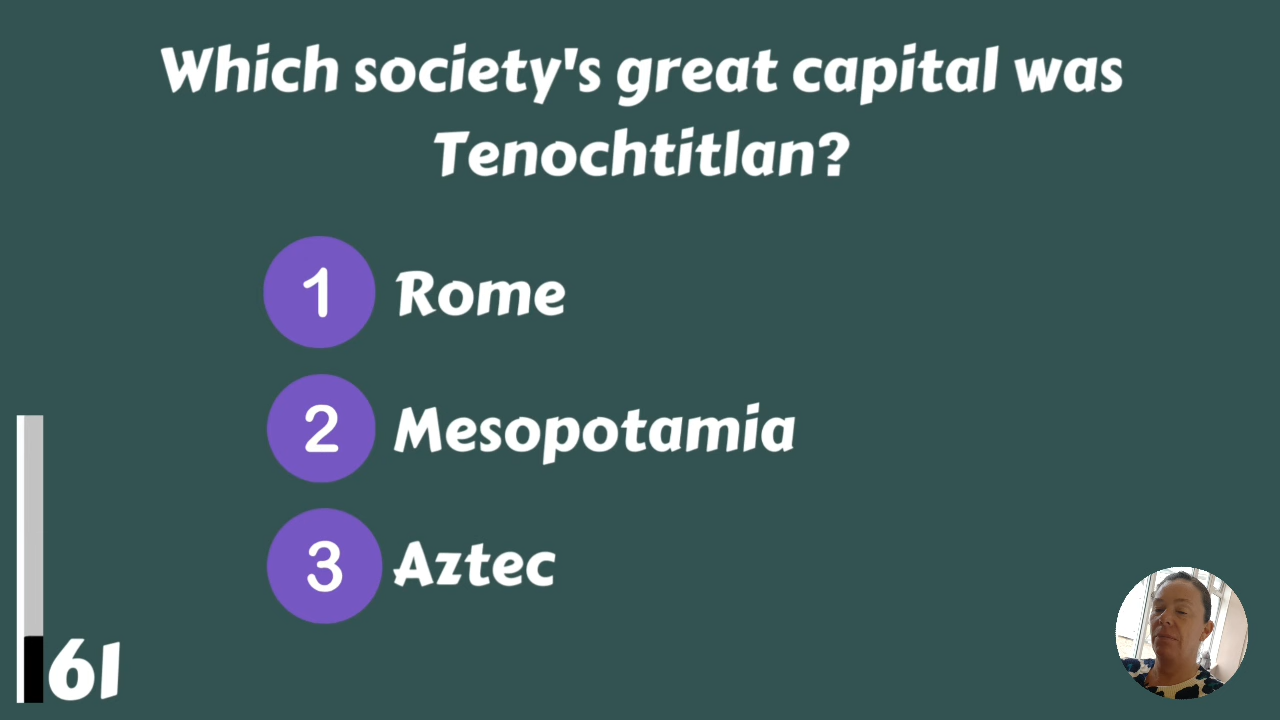 Which society's great capital was
Tenochtitlan?
1 Rome
2 Mesopotamia
3 Aztec
61